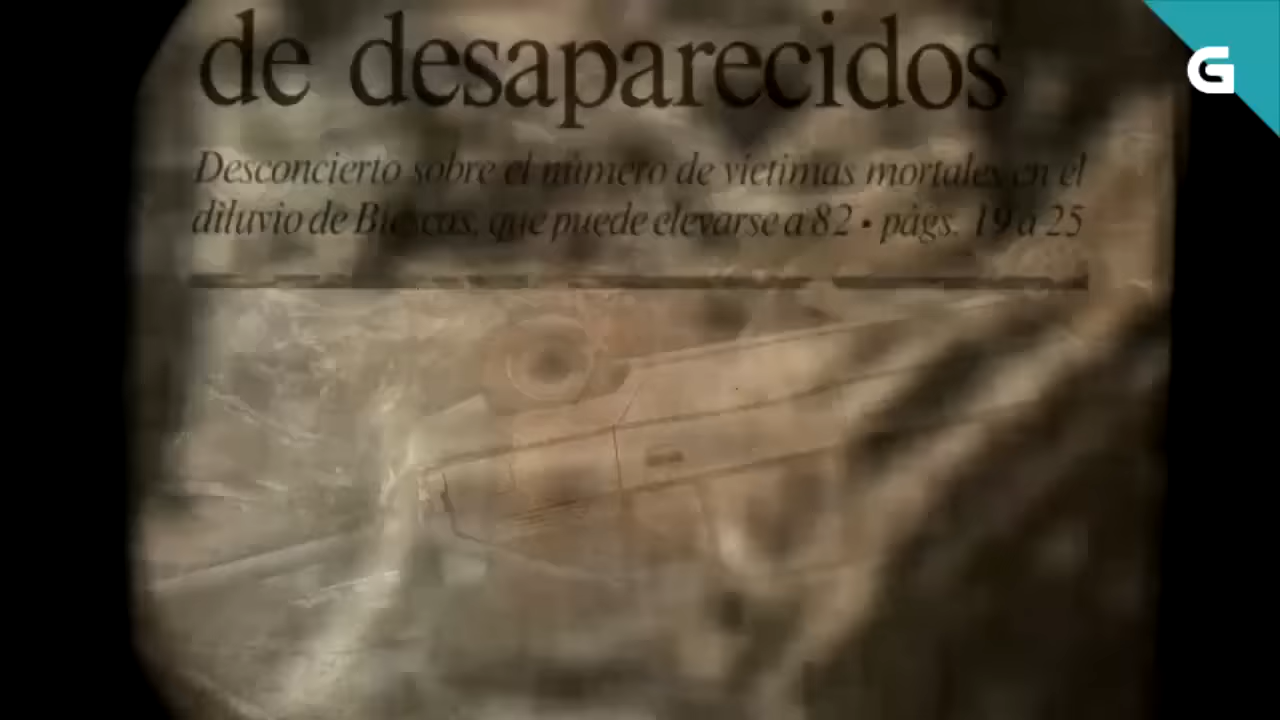 de desaparecidos
Desconcierto sobre el número de víctimas mortales en el
diluvio de Biescas, que puede elevarse a 82 • págs. 19 a 25
G